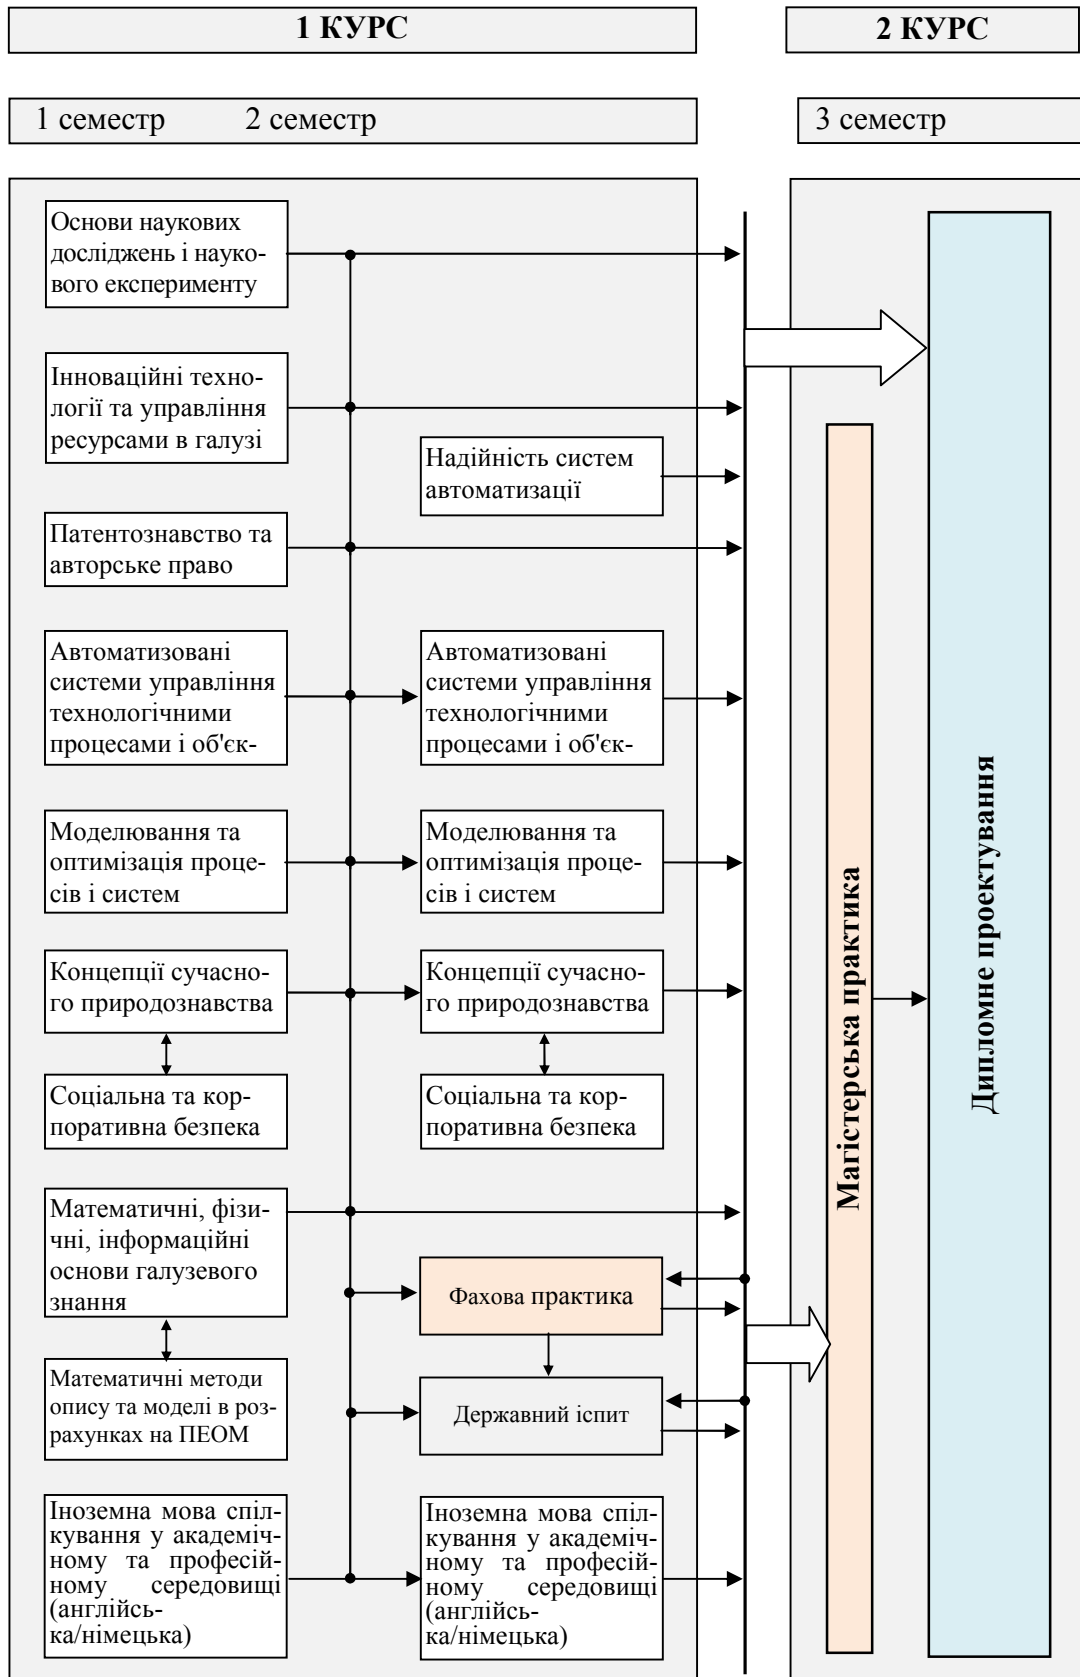 1 КУРС
2 КУРС
1 семестр 2 семестр
3 семестр
Основи наукових
досліджень і науко-
вого експерименту
Інноваційні техно-
логії та управління
ресурсами в галузі
Надійність систем
автоматизації
Патентознавство та
авторське право
Автоматизовані
системи управління
технологічними
процесами і об'єк-
Автоматизовані
системи управління
технологічними
процесами і об'єк-
Моделювання та
оптимізація проце-
сів і систем
Моделювання та
оптимізація проце-
сів і систем
Концепції сучасно-
го природознавства
Концепції сучасно-
го природознавства
Соціальна та кор-
поративна безпека
Соціальна та кор-
поративна безпека
Математичні, фізи-
чні, інформаційні
основи галузевого
знання
Фахова практика
Математичні методи
опису та моделі в роз-
рахунках на ПЕОМ
Державний іспит
Іноземна мова спіл-
кування у академіч-
ному та професій-
ному середовищі
(англійсь-
ка/німецька)
Іноземна мова спіл-
кування у академіч-
ному та професій-
ному середовищі
(англійсь-
ка/німецька)
Магістерська практика
Дипломне проектування